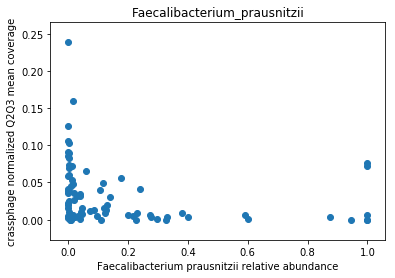 Faecalibacterium_prausnitzii
crassphage normalized Q2Q3 mean coverage
0.25
0.20
0.15
0.10
0.05
0.00
0.0 0.2 0.4 0.6 0.8 1.0
Faecalibacterium prausnitzii relative abundance